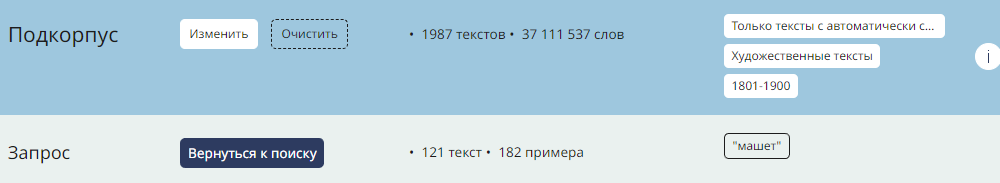 Подкорпус Изменить Очистить • 1987 текстов • 37 111 537 слов
Только тексты с автоматически с...
Художественные тексты
1801-1900
i
Запрос Вернуться к поиску • 121 текст • 182 примера "машет"